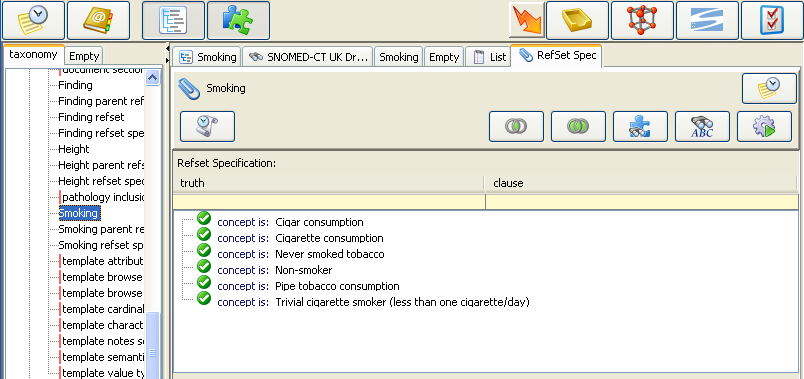 taxonomy
Empty
Smoking
SNOMED-CT UK Dr...
Smoking
Empty
List
RefSet Spec
document section
Finding
Finding parent ref
Finding refset
Finding refset spe
Height
Height parent refs
Height refset spec
pathology inclusio
Smoking
Smoking parent re
Smoking refset sp
template attribut
template browse
template browse
template cardinal
template charact
template notes se
template semanti
template value ty
Smoking
ABC
Refset Specification:
truth clause
concept is: Cigar consumption
concept is: Cigarette consumption
concept is: Never smoked tobacco
concept is: Non-smoker
concept is: Pipe tobacco consumption
concept is: Trivial cigarette smoker (less than one cigarette/day)